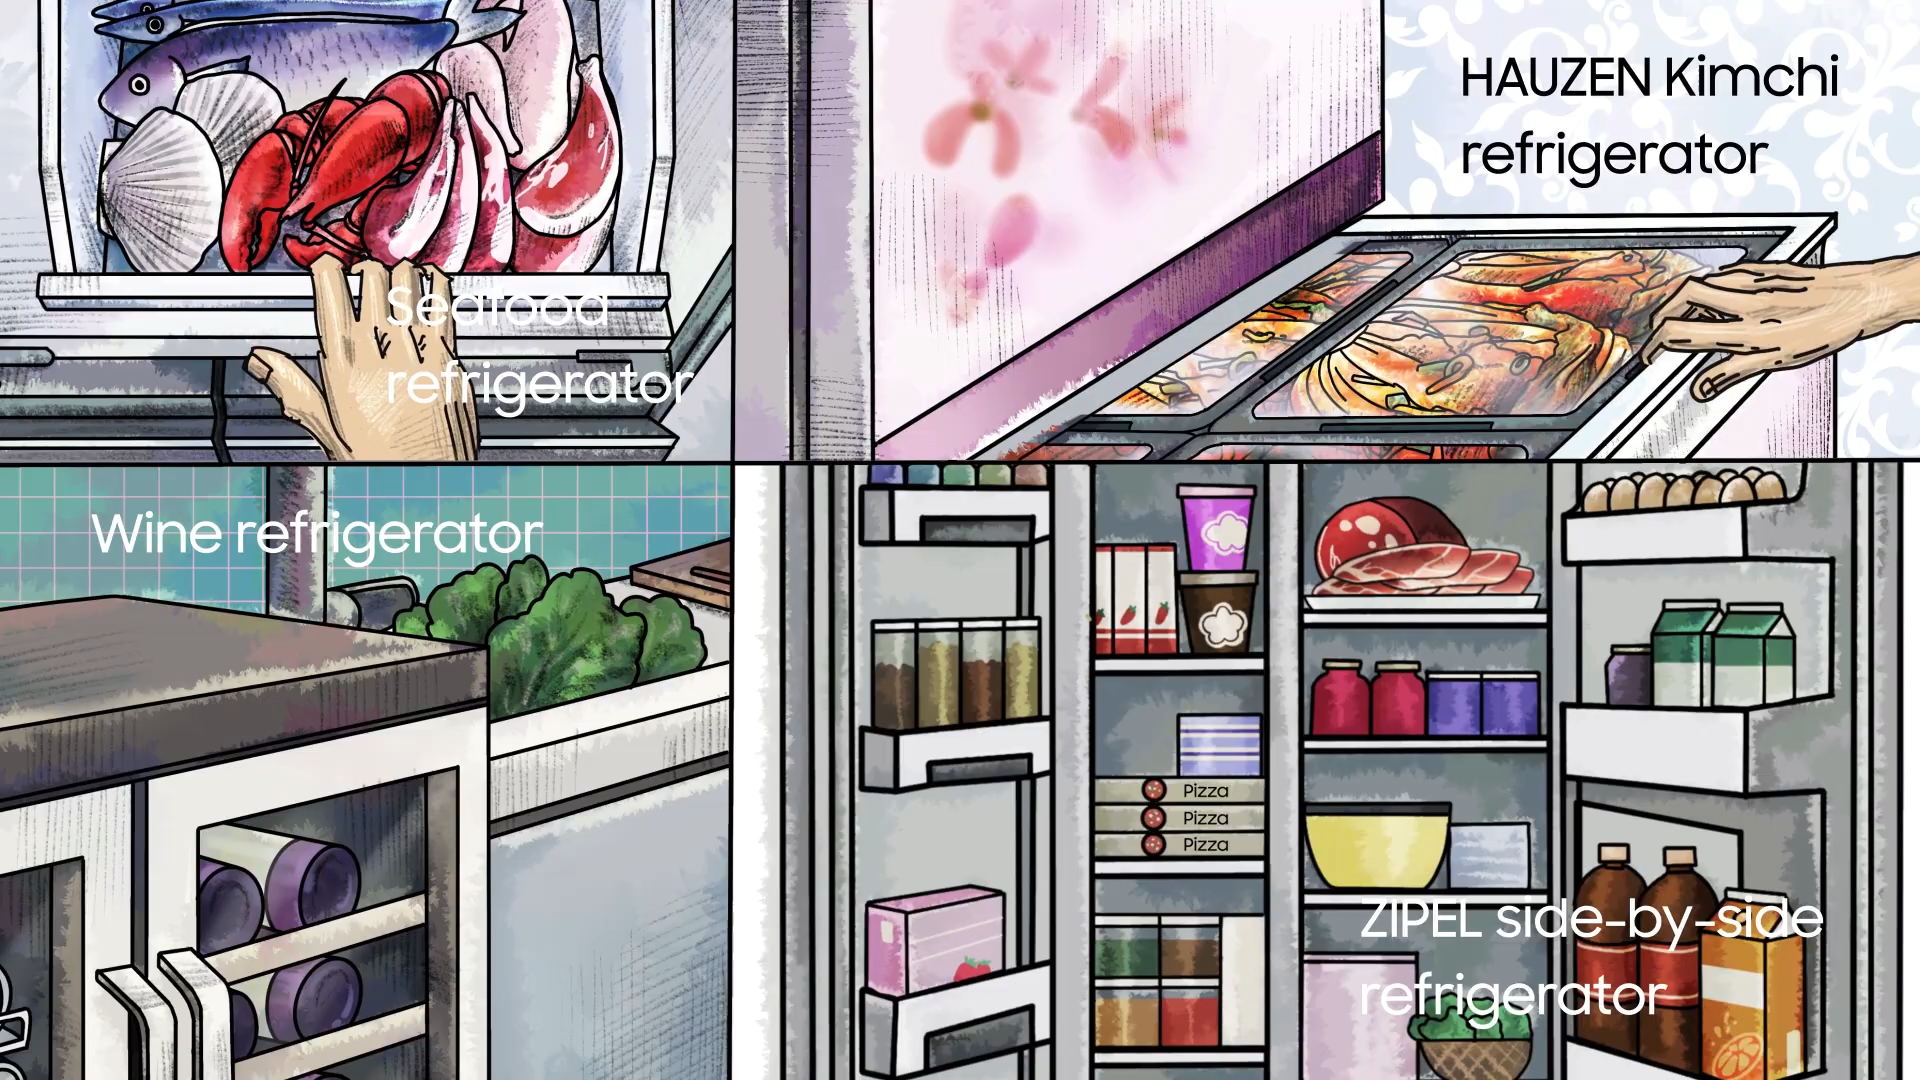 HAUZEN Kimchi
refrigerator
Seafood
refrigerator
Wine refrigerator
Pizza
Pizza
Pizza
ZIPEL side-by-side
refrigerator